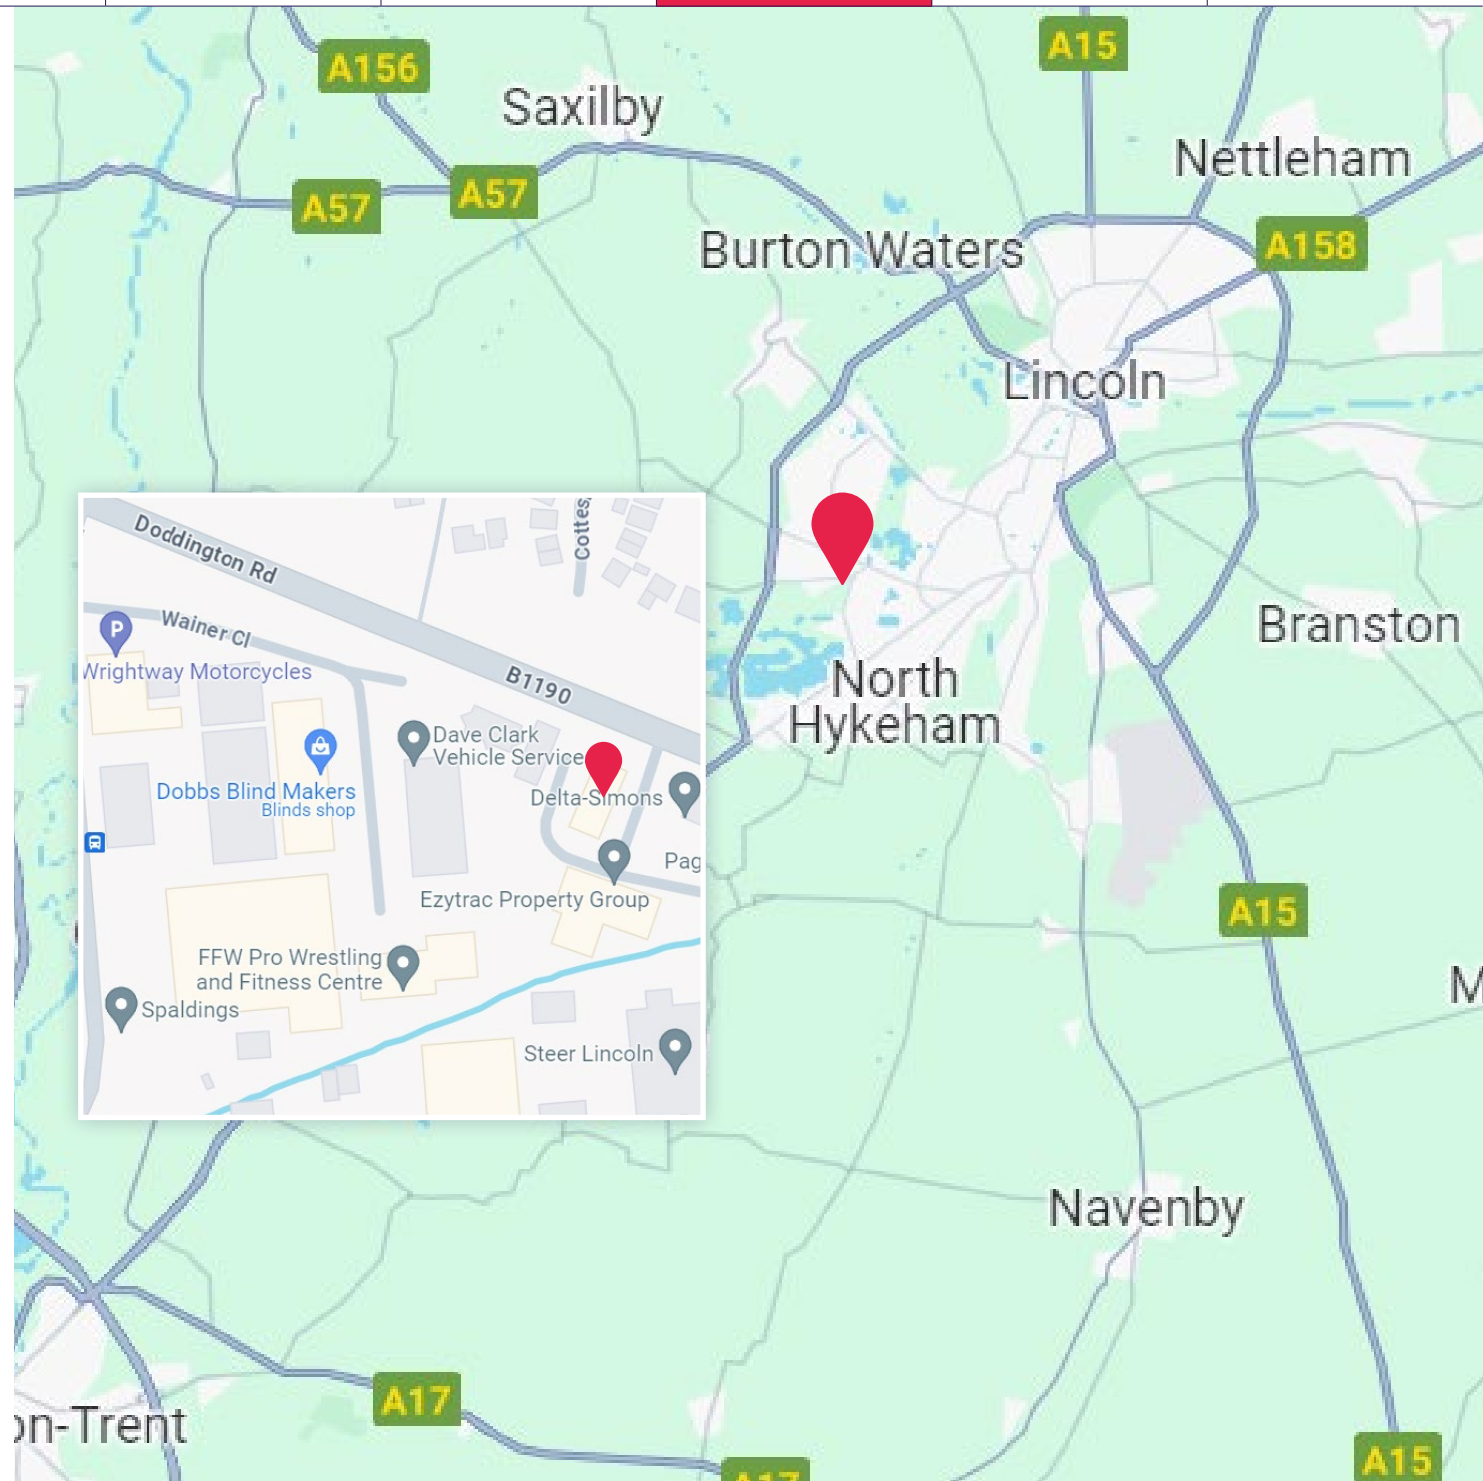 A15
A156
Saxilby
Nettleham
A57
A57
A158
Burton Waters
Lincoln
Branston
North
Hykeham
A15
M
Navenby
A17
on-Trent
A17
A15
Doddington Rd
Cottes
Wainer Cl
P
Wrightway Motorcycles
B1190
Dave Clark
Vehicle Service
Dobbs Blind Makers
Blinds shop
Delta-Simons
Pag
Ezytrac Property Group
FFW Pro Wrestling
and Fitness Centre
Spaldings
Steer Lincoln